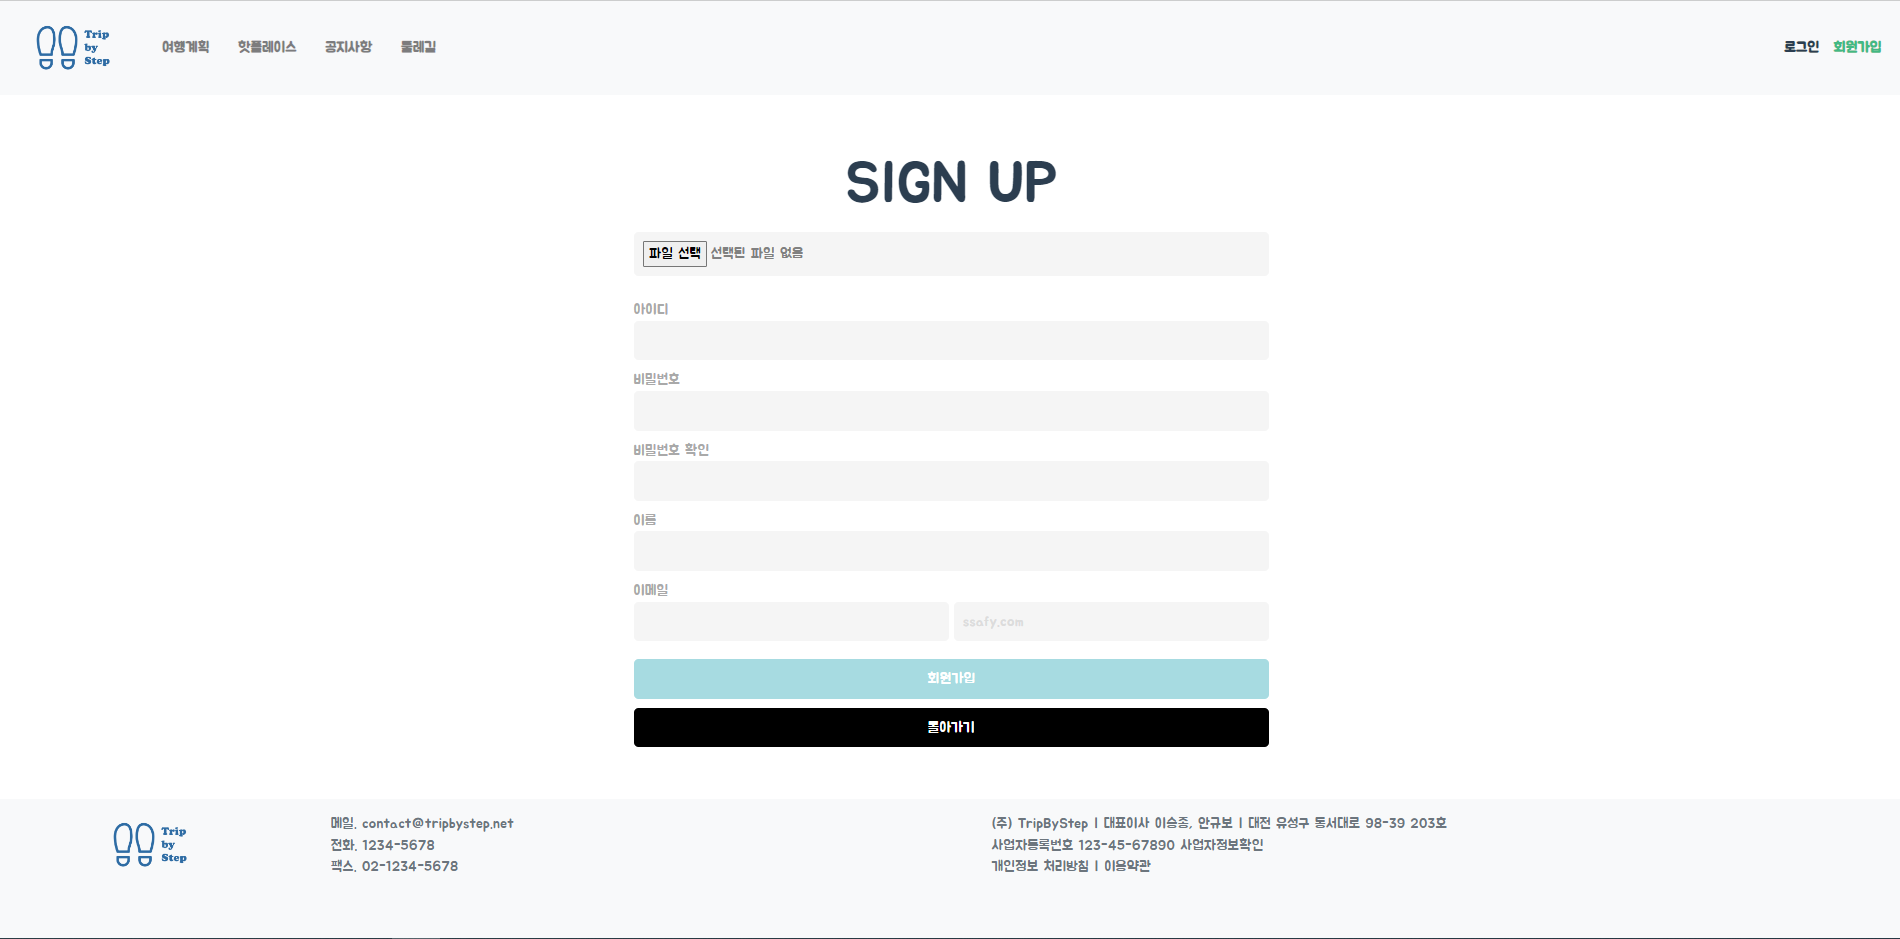 Trip
by
Step
여행계획 핫플레이스 공지사항 둘레길
로그인 회원가입
SIGN UP
파일 선택 선택된 파일 없음
아이디
비밀번호
비밀번호 확인
이름
이메일
ssafy.com
회원가입
돌아가기
Trip
by
Step
메일. contact@tripbystep.net
전화. 1234-5678
팩스. 02-1234-5678
(주) TripByStep | 대표이사 이승종, 안규보 | 대전 유성구 동서대로 98-39 203호
사업자등록번호 123-45-67890 사업자정보확인
개인정보 처리방침 | 이용약관